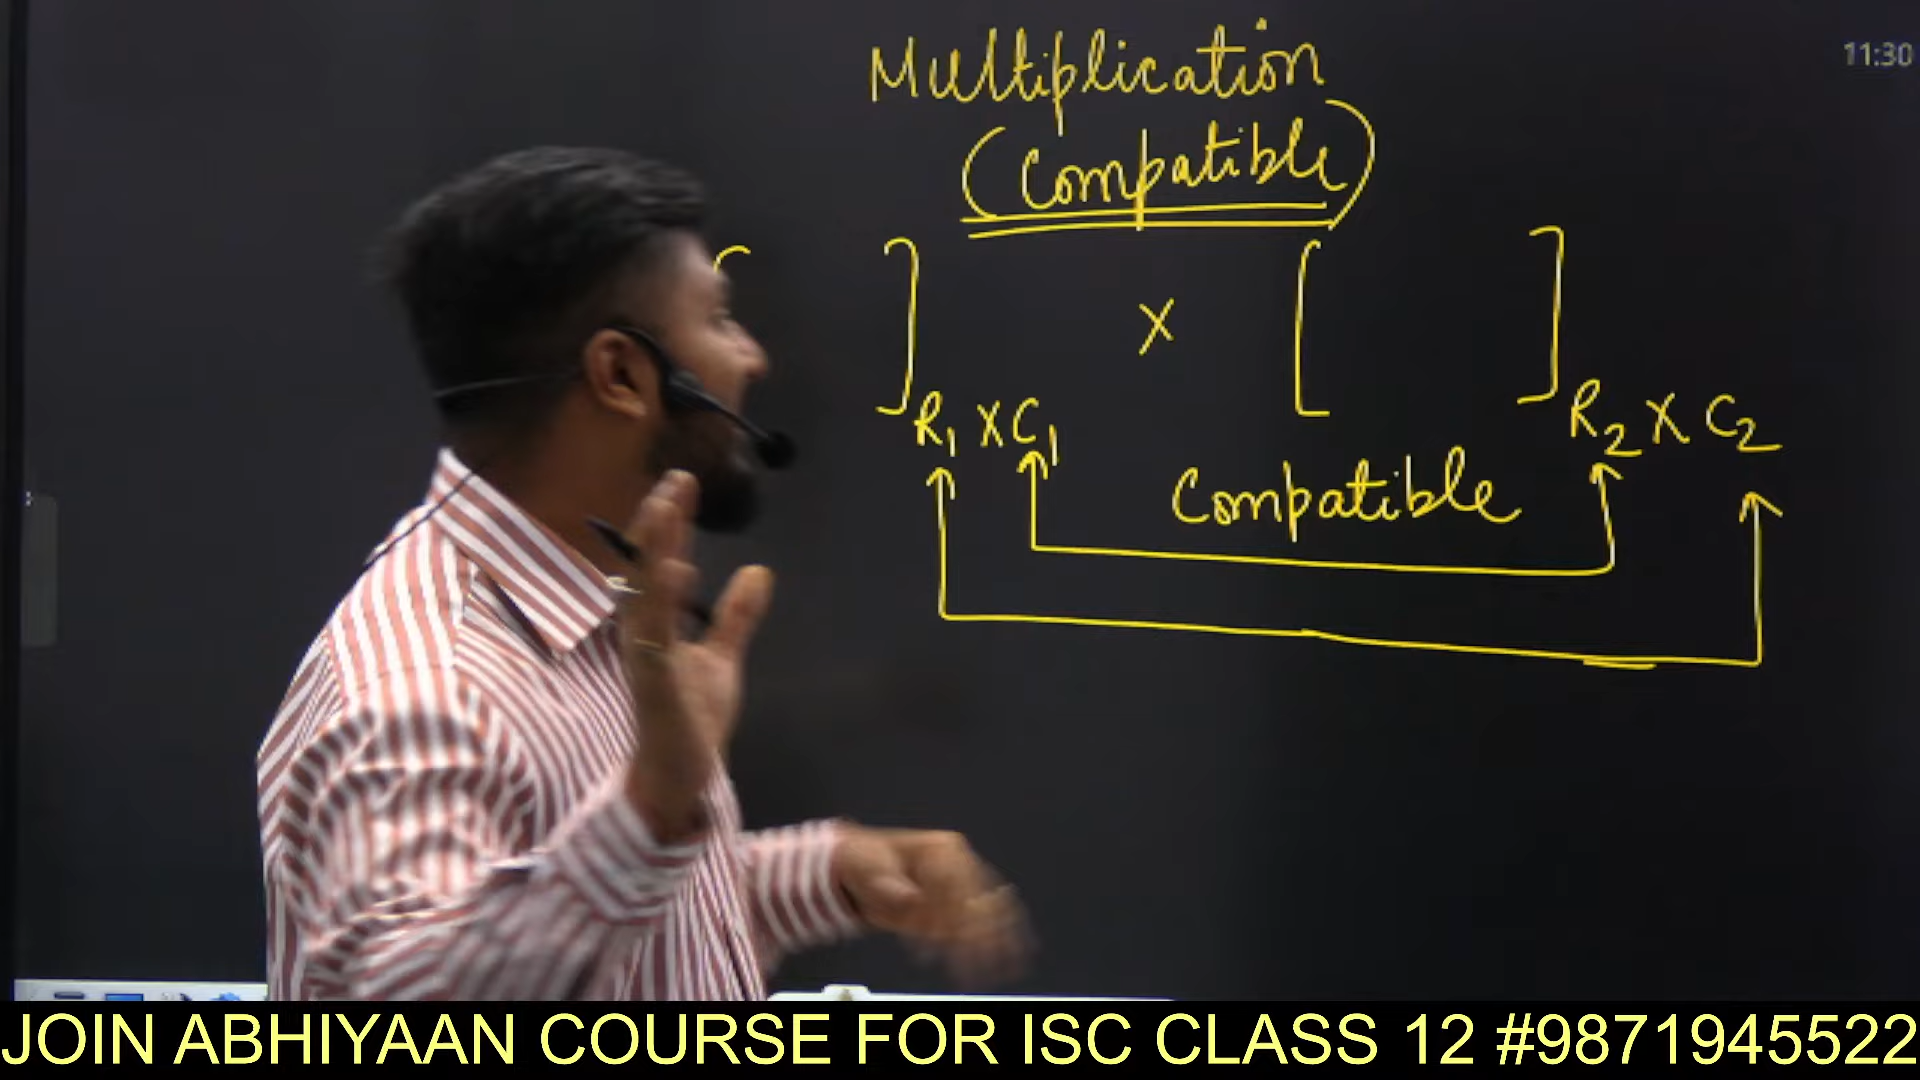 11:30
Multiplication
(Compatible)
[ ] R1 X C1 X [ ] R2 X C2
Compatible
JOIN ABHIYAAN COURSE FOR ISC CLASS 12 #9871945522